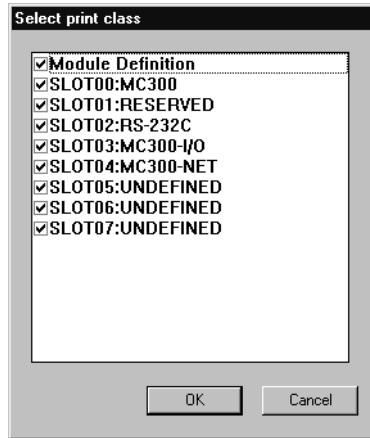 Select print class
Module Definition
SLOT00:MC300
SLOT01:RESERVED
SLOT02:RS-232C
SLOT03:MC300-I/O
SLOT04:MC300-NET
SLOT05:UNDEFINED
SLOT06:UNDEFINED
SLOT07:UNDEFINED
OK Cancel